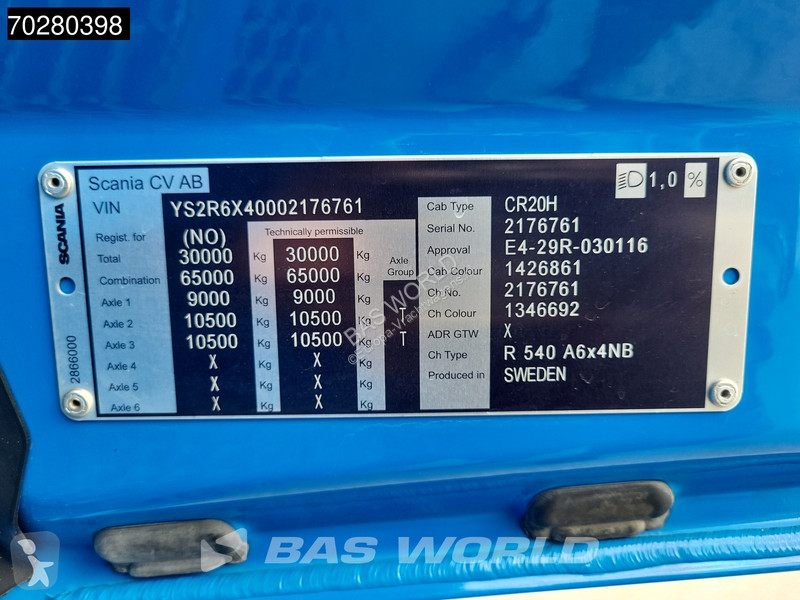 70280398
Scania CV AB
VIN YS2R6X40002176761
Regist. for (NO) Technically permissible
Total 30000 Kg 30000 Kg Axle Group
Combination 65000 Kg 65000 Kg
Axle 1 9000 Kg 9000 Kg
Axle 2 10500 Kg 10500 Kg T
Axle 3 10500 Kg 10500 Kg T
Axle 4 X Kg X Kg
Axle 5 X Kg X Kg
Axle 6 X Kg X Kg
1,0 %
Cab Type CR20H
Serial No. 2176761
Approval E4-29R-030116
Cab Colour 1426861
Ch No. 2176761
Ch Colour 1346692
ADR GTW X
Ch Type R 540 A6x4NB
Produced in SWEDEN
SCANIA
2866000
BAS WORLD
BAS WORLD